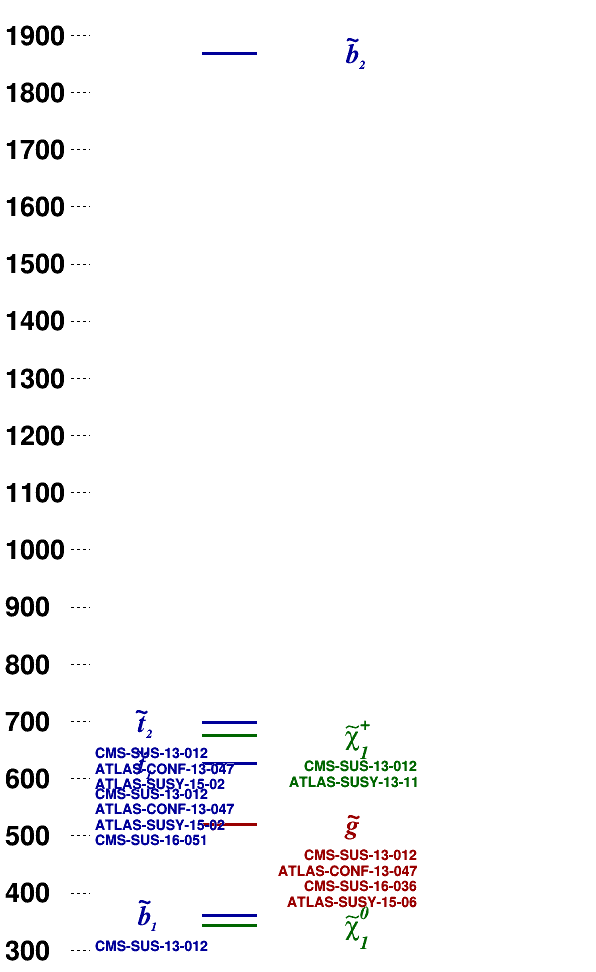 1900
b̃₂
1800
1700
1600
1500
1400
1300
1200
1100
1000
900
800
700
t̃₂
χ̃₁⁺
CMS-SUS-13-012
ATLAS-CONF-13-047
ATLAS-SUSY-15-02
CMS-SUS-13-012
ATLAS-SUSY-13-11
600
CMS-SUS-13-012
ATLAS-CONF-13-047
ATLAS-SUSY-15-02
CMS-SUS-16-051
500
g̃
CMS-SUS-13-012
ATLAS-CONF-13-047
CMS-SUS-16-036
ATLAS-SUSY-15-06
400
b̃₁
χ̃₁⁰
CMS-SUS-13-012
300